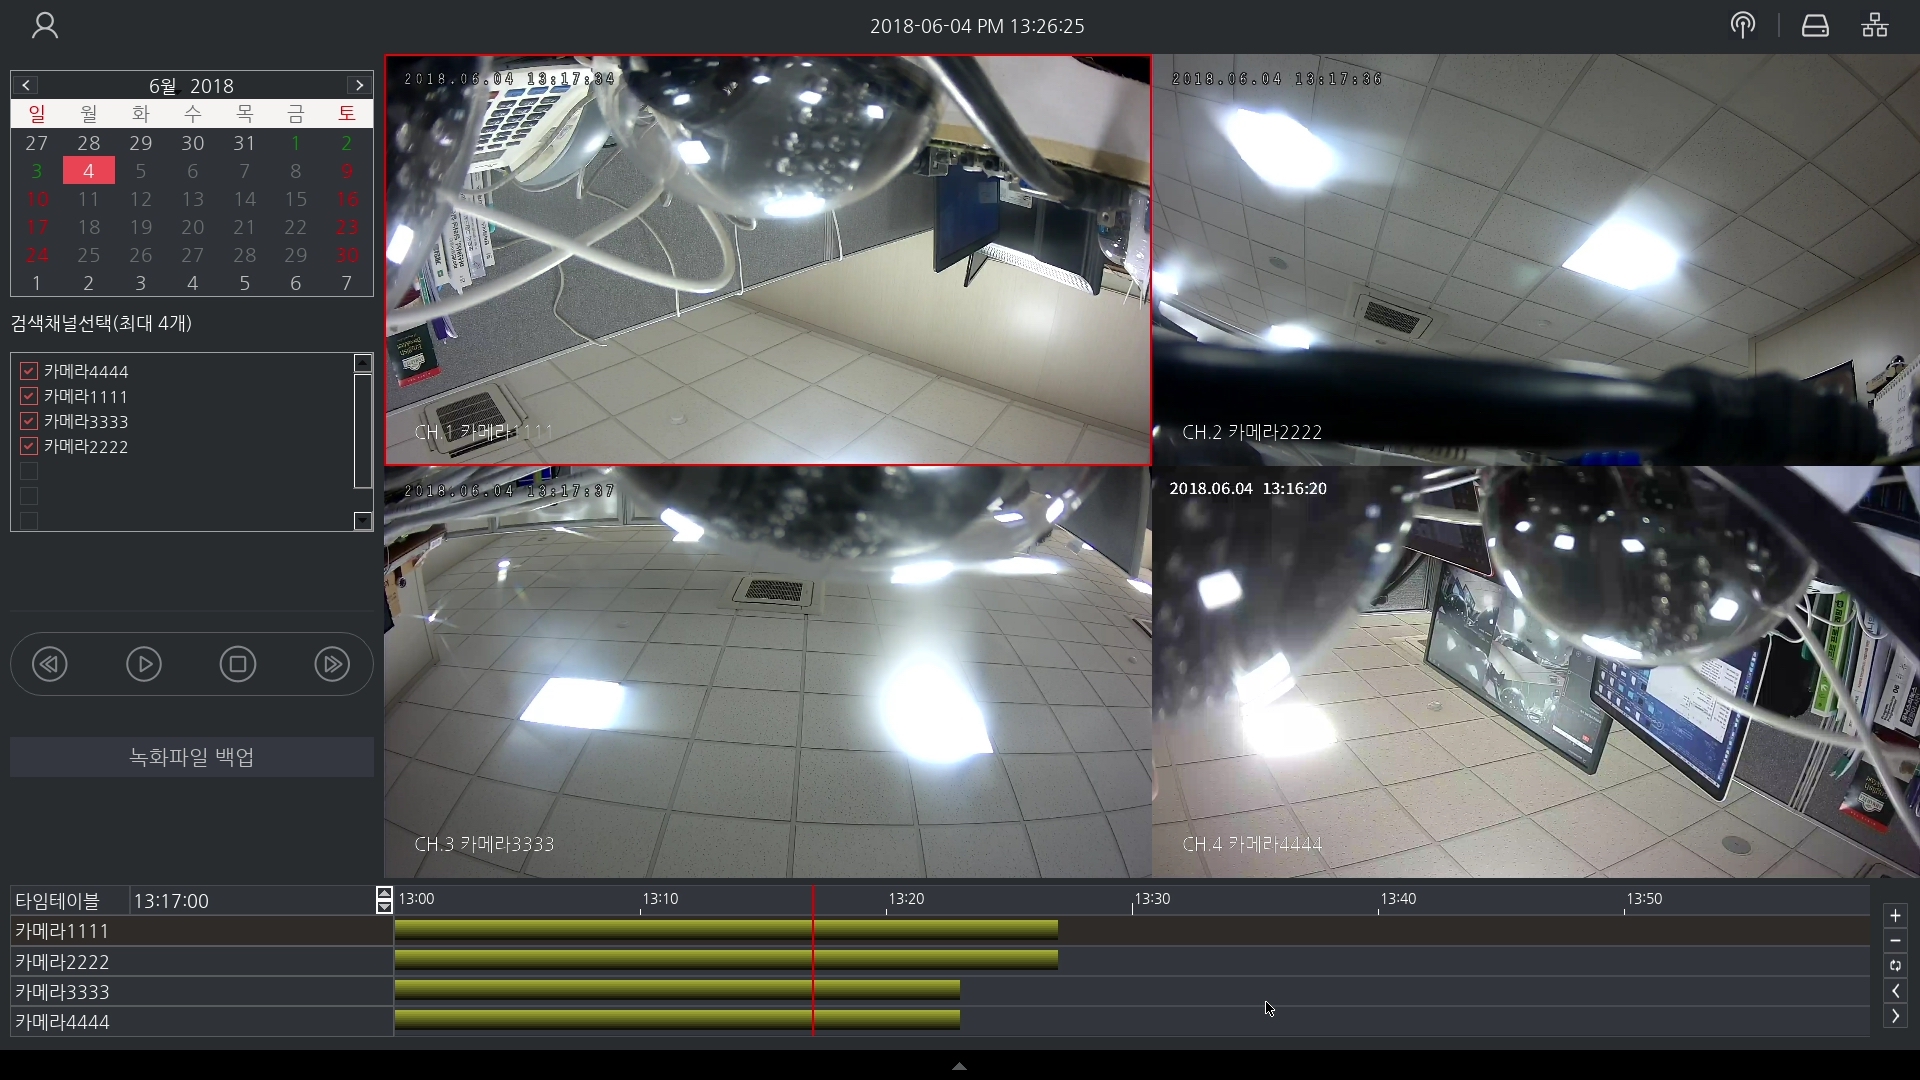 2018-06-04 PM 13:26:25
6월 2018
일 월 화 수 목 금 토
27 28 29 30 31 1 2
3 4 5 6 7 8 9
10 11 12 13 14 15 16
17 18 19 20 21 22 23
24 25 26 27 28 29 30
1 2 3 4 5 6 7
검색채널선택(최대 4개)
카메라4444
카메라1111
카메라3333
카메라2222
녹화파일 백업
2018.06.04 13:17:34
CH.1 카메라1111
2018.06.04 13:17:36
CH.2 카메라2222
2018.06.04 13:17:37
CH.3 카메라3333
2018.06.04 13:16:20
CH.4 카메라4444
타임테이블 13:17:00
13:00 13:10 13:20 13:30 13:40 13:50
카메라1111
카메라2222
카메라3333
카메라4444